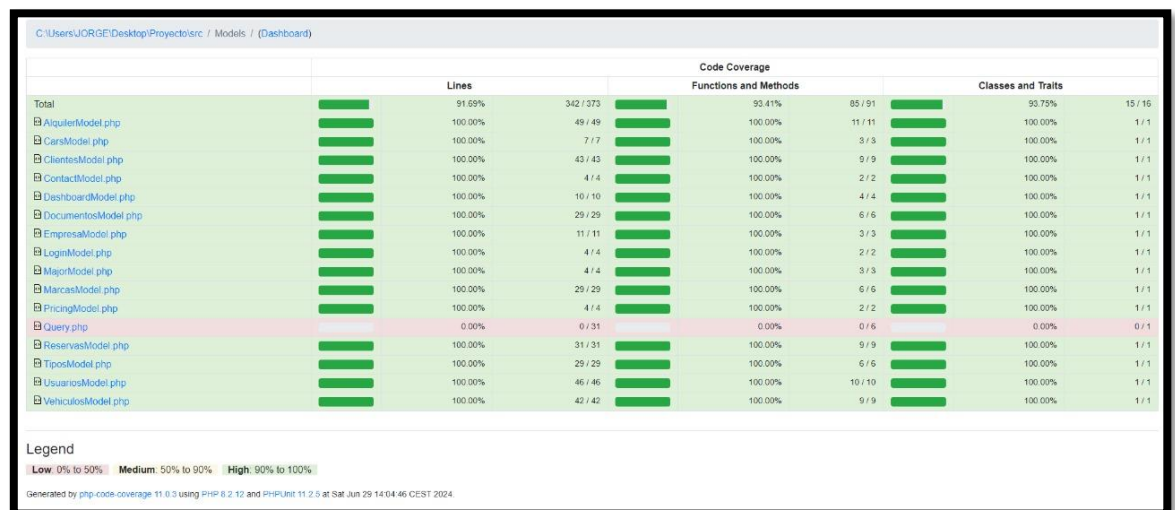 C:\Users\JORGE\Desktop\Proyecto\src / Models / (Dashboard)
Code Coverage
Lines Functions and Methods Classes and Traits
Total 91.69% 342 / 373 93.41% 85 / 91 93.75% 15 / 16
AlquilerModel.php 100.00% 49 / 49 100.00% 11 / 11 100.00% 1 / 1
CarsModel.php 100.00% 7 / 7 100.00% 3 / 3 100.00% 1 / 1
ClientesModel.php 100.00% 43 / 43 100.00% 9 / 9 100.00% 1 / 1
ContactModel.php 100.00% 4 / 4 100.00% 2 / 2 100.00% 1 / 1
DashboardModel.php 100.00% 10 / 10 100.00% 4 / 4 100.00% 1 / 1
DocumentosModel.php 100.00% 29 / 29 100.00% 6 / 6 100.00% 1 / 1
EmpresaModel.php 100.00% 11 / 11 100.00% 3 / 3 100.00% 1 / 1
LoginModel.php 100.00% 4 / 4 100.00% 2 / 2 100.00% 1 / 1
MajorModel.php 100.00% 4 / 4 100.00% 3 / 3 100.00% 1 / 1
MarcasModel.php 100.00% 29 / 29 100.00% 6 / 6 100.00% 1 / 1
PricingModel.php 100.00% 4 / 4 100.00% 2 / 2 100.00% 1 / 1
Query.php 0.00% 0 / 31 0.00% 0 / 6 0.00% 0 / 1
ReservasModel.php 100.00% 31 / 31 100.00% 9 / 9 100.00% 1 / 1
TiposModel.php 100.00% 29 / 29 100.00% 6 / 6 100.00% 1 / 1
UsuariosModel.php 100.00% 46 / 46 100.00% 10 / 10 100.00% 1 / 1
VehiculosModel.php 100.00% 42 / 42 100.00% 9 / 9 100.00% 1 / 1
Legend
Low: 0% to 50% Medium: 50% to 90% High: 90% to 100%
Generated by php-code-coverage 11.0.3 using PHP 8.2.12 and PHPUnit 11.2.5 at Sat Jun 29 14:04:46 CEST 2024.